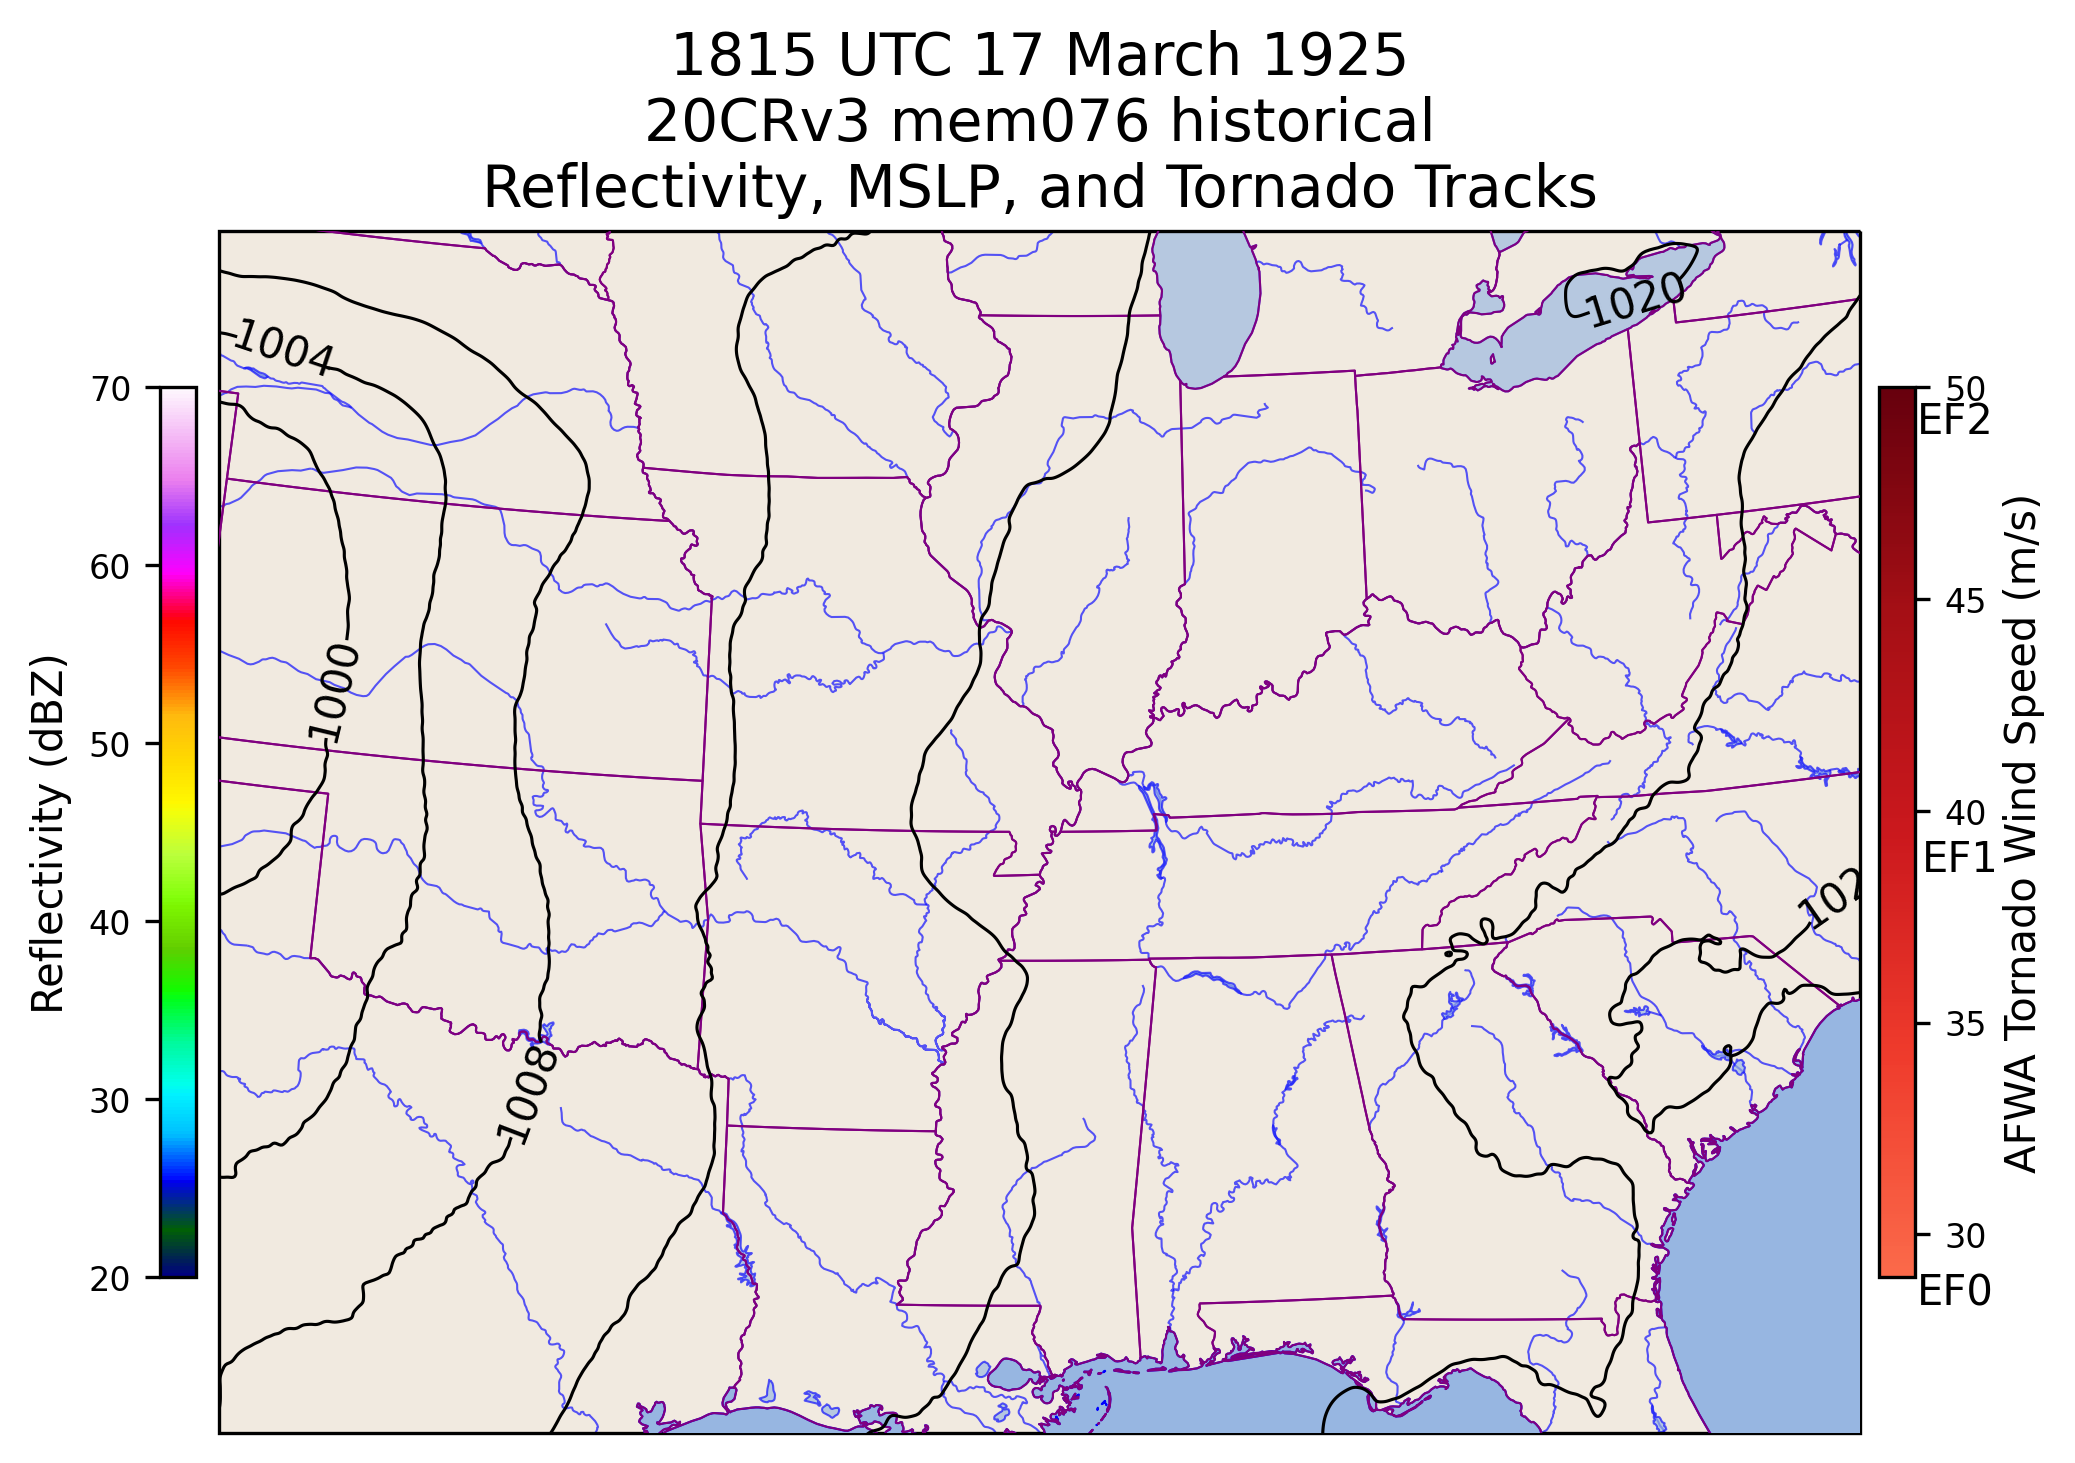 1815 UTC 17 March 1925
20CRv3 mem076 historical
Reflectivity, MSLP, and Tornado Tracks
1020
1004
1000
1008
102
70
60
50
40
30
20
Reflectivity (dBZ)
50
EF2
45
40
EF1
35
30
EF0
AFWA Tornado Wind Speed (m/s)